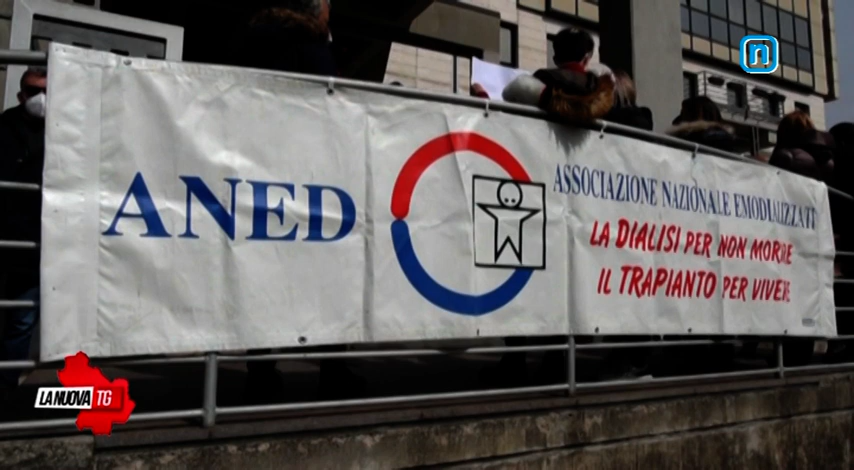 n
ANED
ASSOCIAZIONE NAZIONALE EMODIALIZZATI
LA DIALISI PER NON MORIRE
IL TRAPIANTO PER VIVERE
LA NUOVA TG